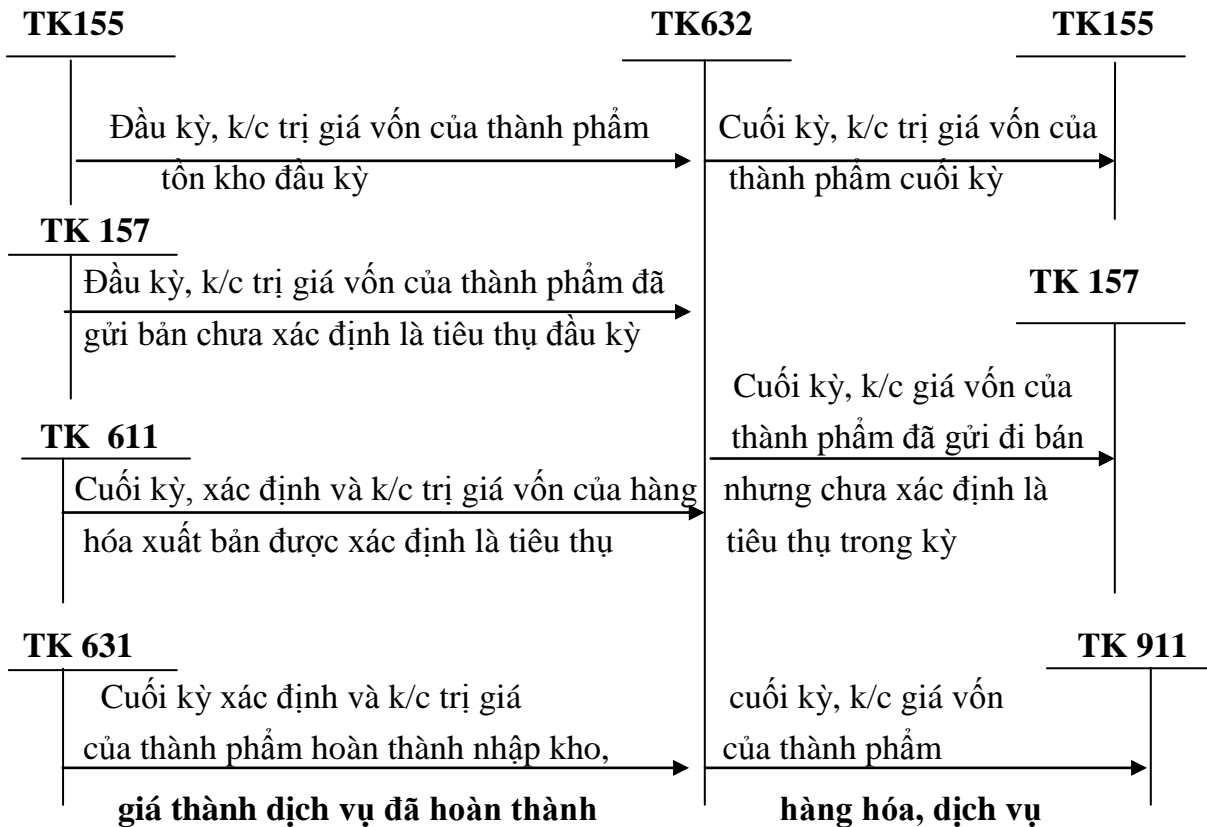 TK155
TK632
TK155
Đầu kỳ, k/c trị giá vốn của thành phẩm
tồn kho đầu kỳ
Cuối kỳ, k/c trị giá vốn của
thành phẩm cuối kỳ
TK 157
Đầu kỳ, k/c trị giá vốn của thành phẩm đã
gửi bản chưa xác định là tiêu thụ đầu kỳ
TK 157
Cuối kỳ, k/c giá vốn của
thành phẩm đã gửi đi bán
nhưng chưa xác định là
tiêu thụ trong kỳ
TK 611
Cuối kỳ, xác định và k/c trị giá vốn của hàng
hóa xuất bản được xác định là tiêu thụ
TK 631
TK 911
Cuối kỳ xác định và k/c trị giá
của thành phẩm hoàn thành nhập kho,
giá thành dịch vụ đã hoàn thành
cuối kỳ, k/c giá vốn
của thành phẩm
hàng hóa, dịch vụ